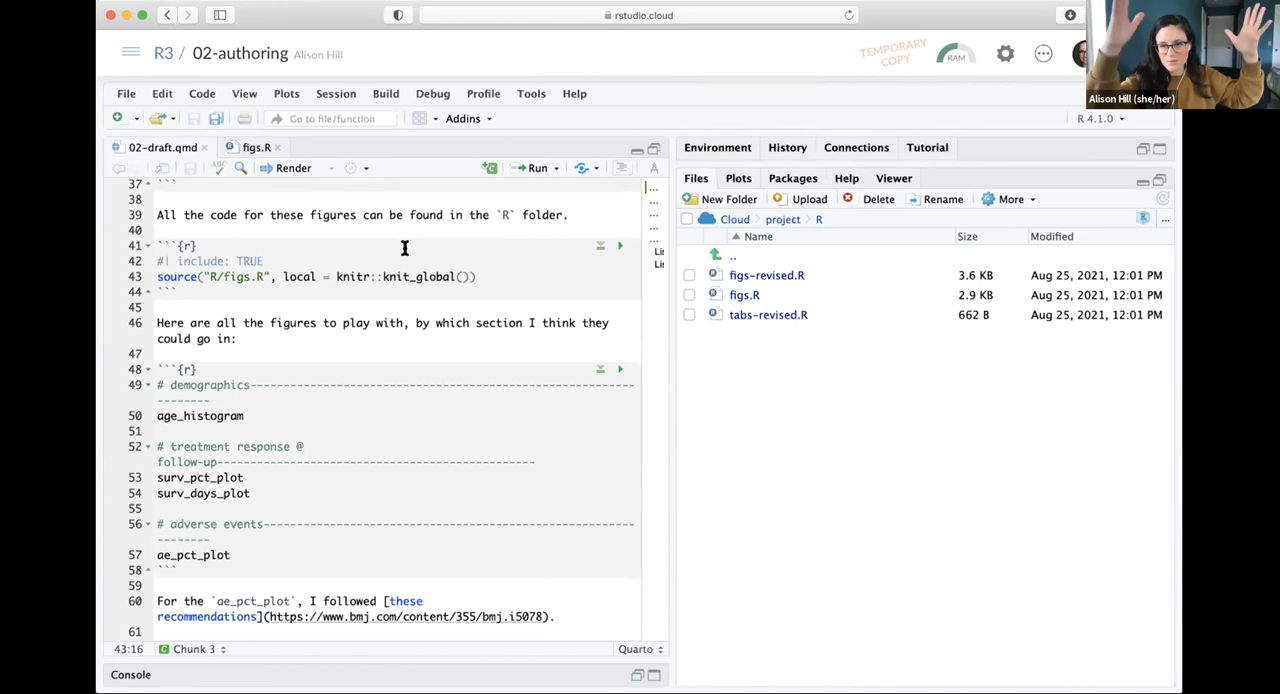 rstudio.cloud
R3 / 02-authoring Alison Hill
TEMPORARY COPY
RAM
Alison Hill (she/her)
File Edit Code View Plots Session Build Debug Profile Tools Help
Go to file/function
Addins
R 4.1.0
02-draft.qmd
figs.R
Render
Run
37 ```
38
39 All the code for these figures can be found in the `R` folder.
40
41 ```{r}
42 #| include: TRUE
43 source("R/figs.R", local = knitr::knit_global())
44 ```
45
46 Here are all the figures to play with, by which section I think they
could go in:
47
48 ```{r}
49 # demographics----------------------------------------------------------
--------
50 age_histogram
51
52 # treatment response @
follow-up------------------------------------------------
53 surv_pct_plot
54 surv_days_plot
55
56 # adverse events--------------------------------------------------------
--------
57 ae_pct_plot
58 ```
59
60 For the `ae_pct_plot`, I followed [these
recommendations](https://www.bmj.com/content/355/bmj.i5078).
61
43:16 Chunk 3 Quarto
Console
Environment History Connections Tutorial
Files Plots Packages Help Viewer
New Folder Upload Delete Rename More
Cloud project R
...
Name Size Modified
..
figs-revised.R 3.6 KB Aug 25, 2021, 12:01 PM
figs.R 2.9 KB Aug 25, 2021, 12:01 PM
tabs-revised.R 662 B Aug 25, 2021, 12:01 PM